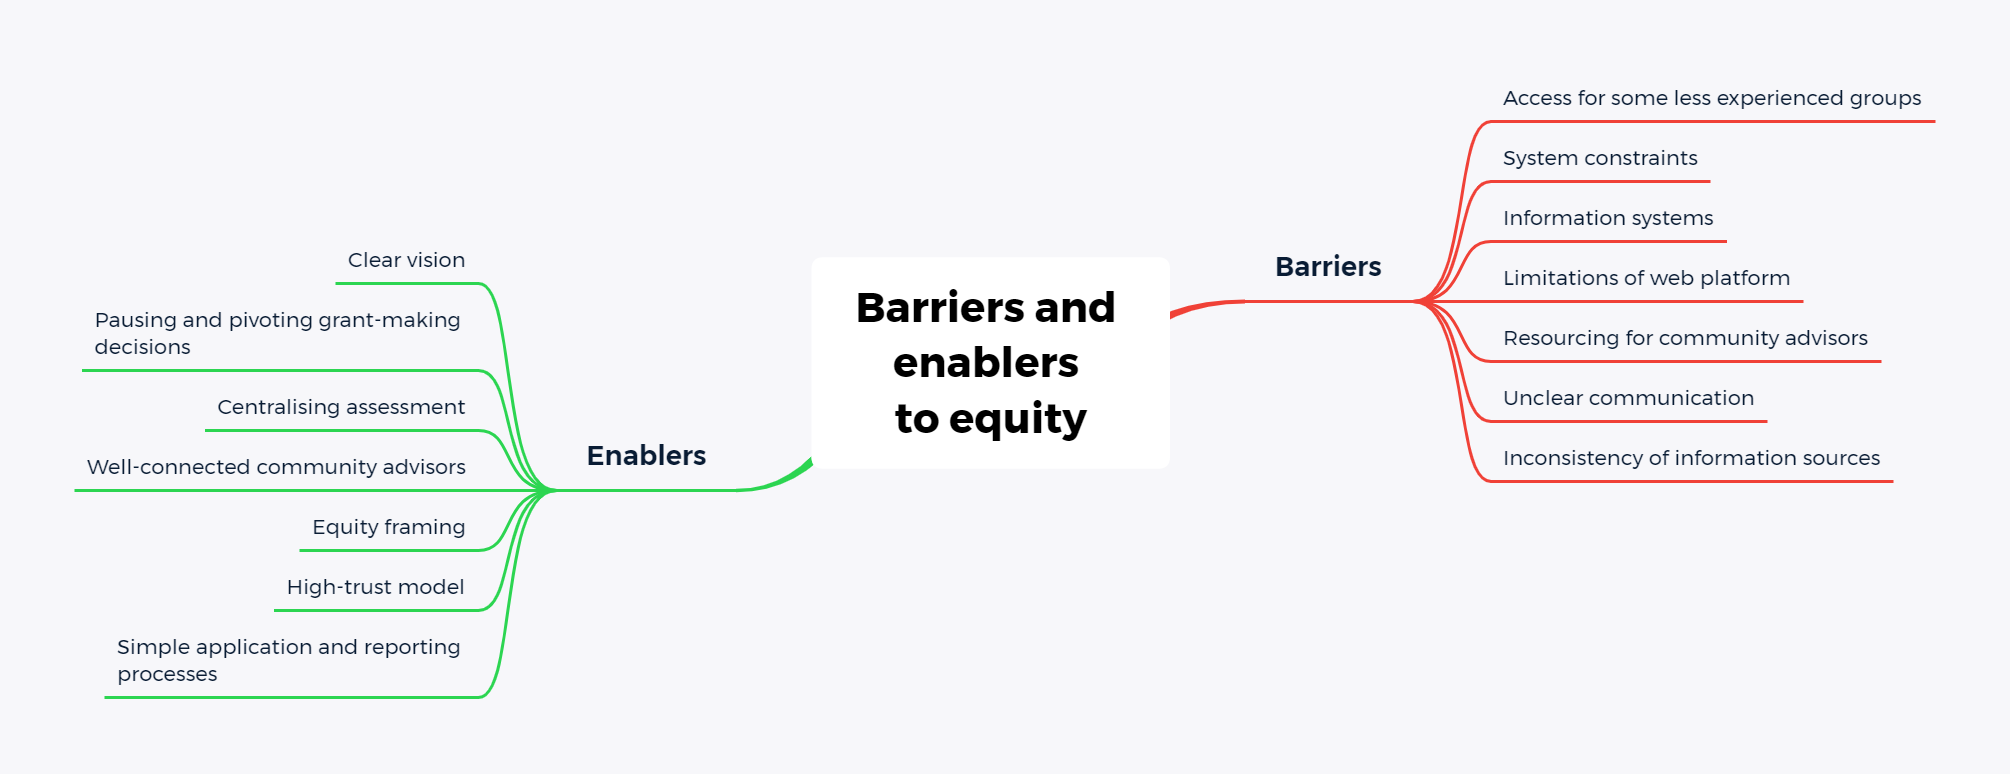 Barriers and
enablers
to equity
Barriers
Access for some less experienced groups
System constraints
Information systems
Limitations of web platform
Resourcing for community advisors
Unclear communication
Inconsistency of information sources
Enablers
Clear vision
Pausing and pivoting grant-making
decisions
Centralising assessment
Well-connected community advisors
Equity framing
High-trust model
Simple application and reporting
processes